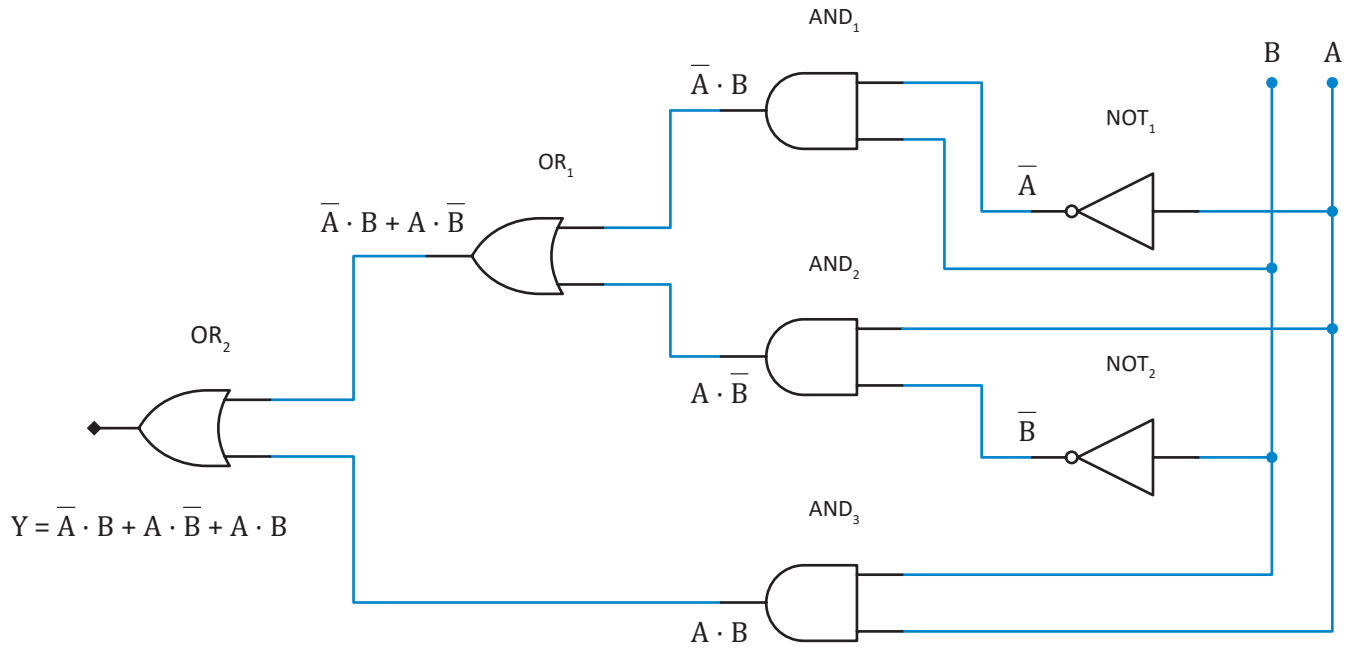 AND₁
B A
A̅ · B
NOT₁
OR₁
A̅
A̅ · B + A · B̅
AND₂
OR₂
NOT₂
A · B̅
B̅
AND₃
Y = A̅ · B + A · B̅ + A · B
A · B